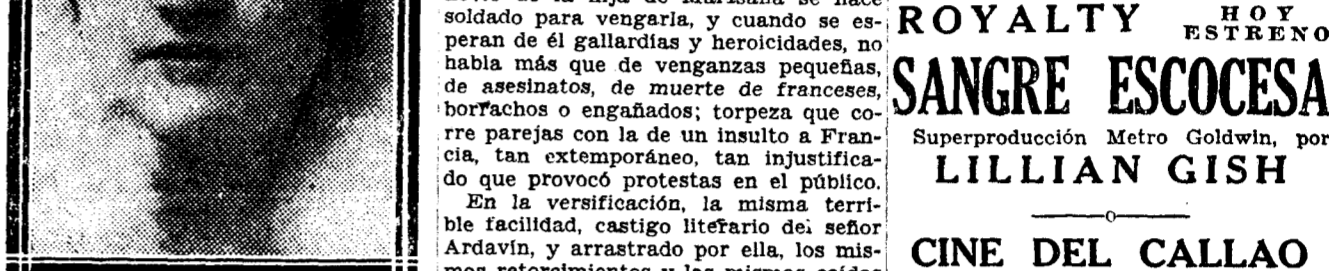 soldado para vengarla, y cuando se es-
peran de él gallardías y heroicidades, no
habla más que de venganzas pequeñas,
de asesinatos, de muerte de franceses,
borrachos o engañados; torpeza que co-
rre parejas con la de un insulto a Fran-
cia, tan extemporáneo, tan injustifica-
do que provocó protestas en el público.
En la versificación, la misma terri-
ble facilidad, castigo literario del señor
Ardavín, y arrastrado por ella, los mis-
ROYALTY HOY
ESTRENO
SANGRE ESCOCESA
Superproducción Metro Goldwin, por
LILLIAN GISH
CINE DEL CALLAO